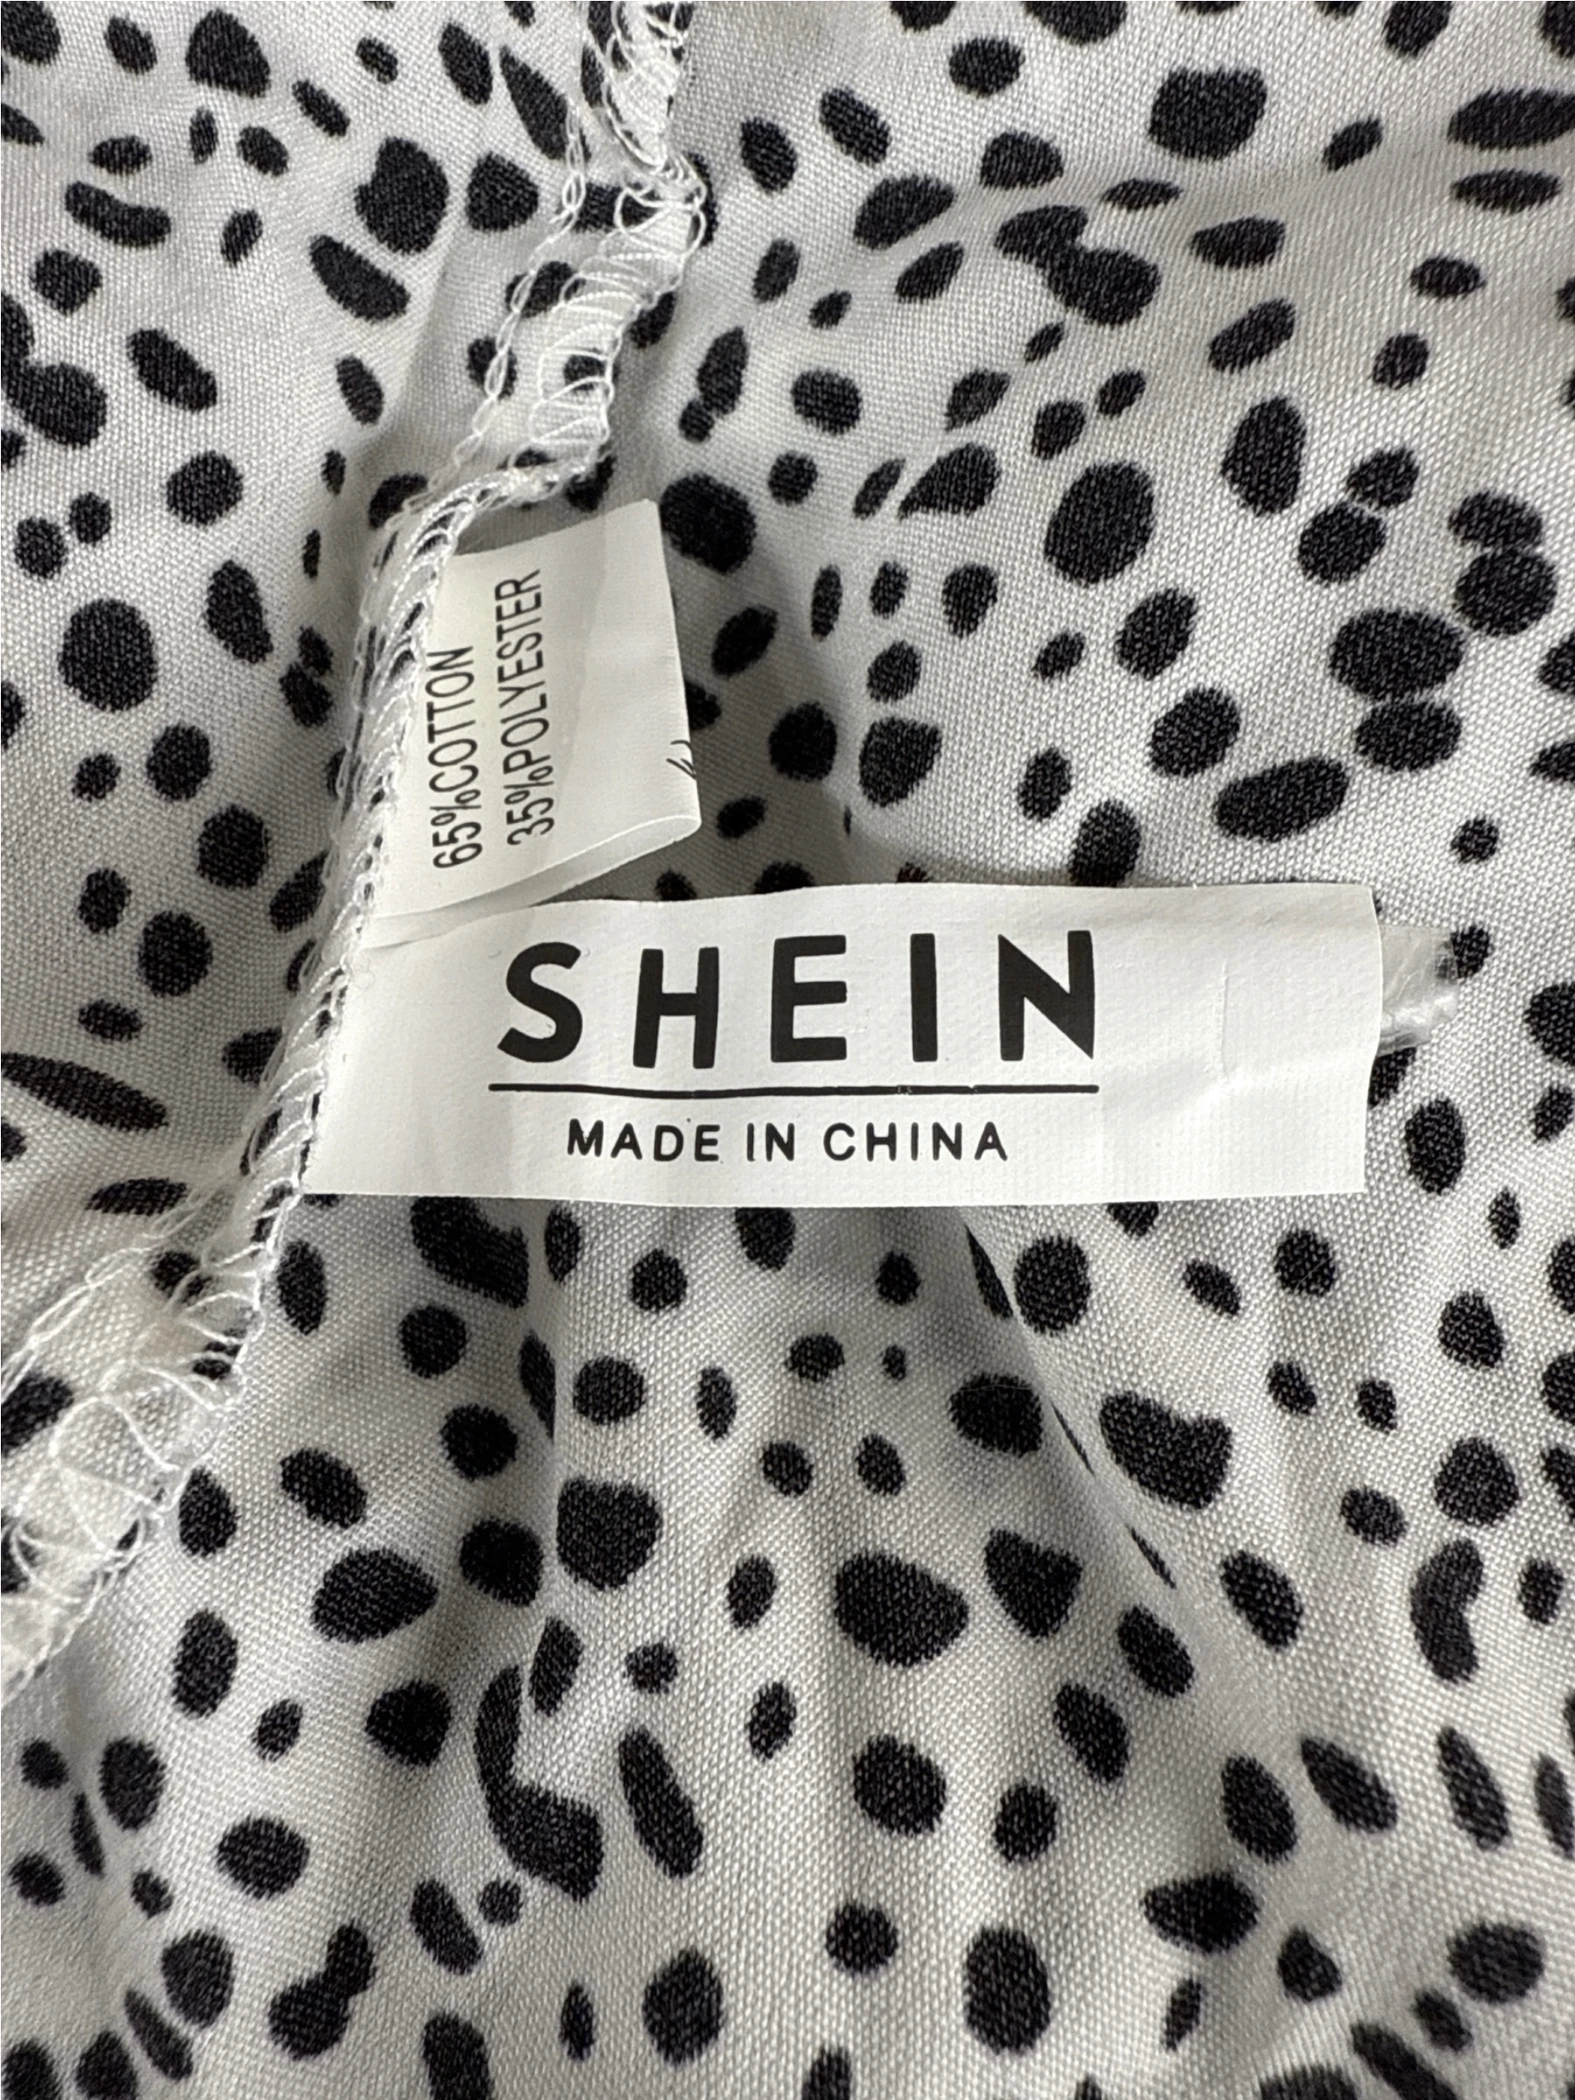 65%COTTON
35%POLYESTER
SHEIN
MADE IN CHINA